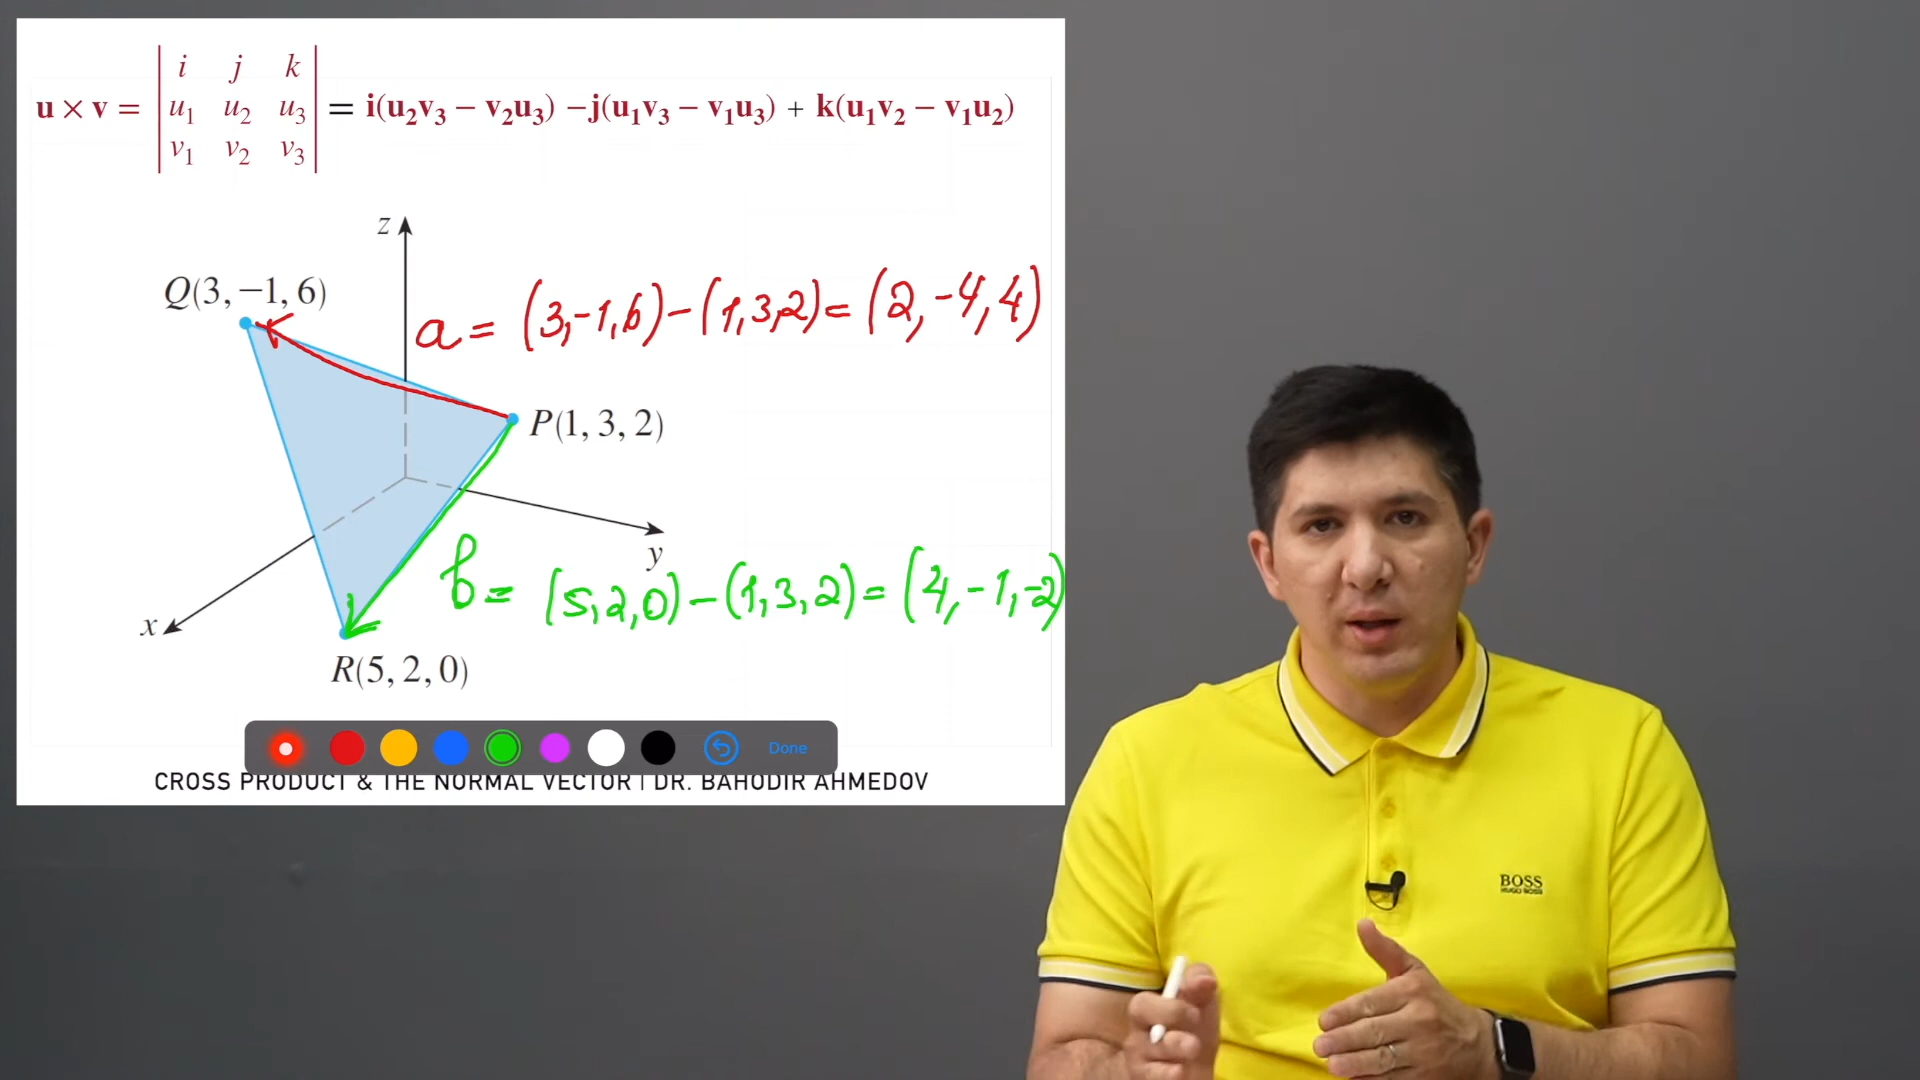 u × v = | i j k | = i(u₂v₃ − v₂u₃) −j(u₁v₃ − v₁u₃) + k(u₁v₂ − v₁u₂)
u₁ u₂ u₃
v₁ v₂ v₃
z
Q(3, −1, 6)
a = (3,-1,6)-(1,3,2)=(2,-4,4)
P(1, 3, 2)
y
b = (5,2,0)-(1,3,2)=(4,-1,-2)
x
R(5, 2, 0)
Done
CROSS PRODUCT & THE NORMAL VECTOR | DR. BAHODIR AHMEDOV
BOSS
HUGO BOSS